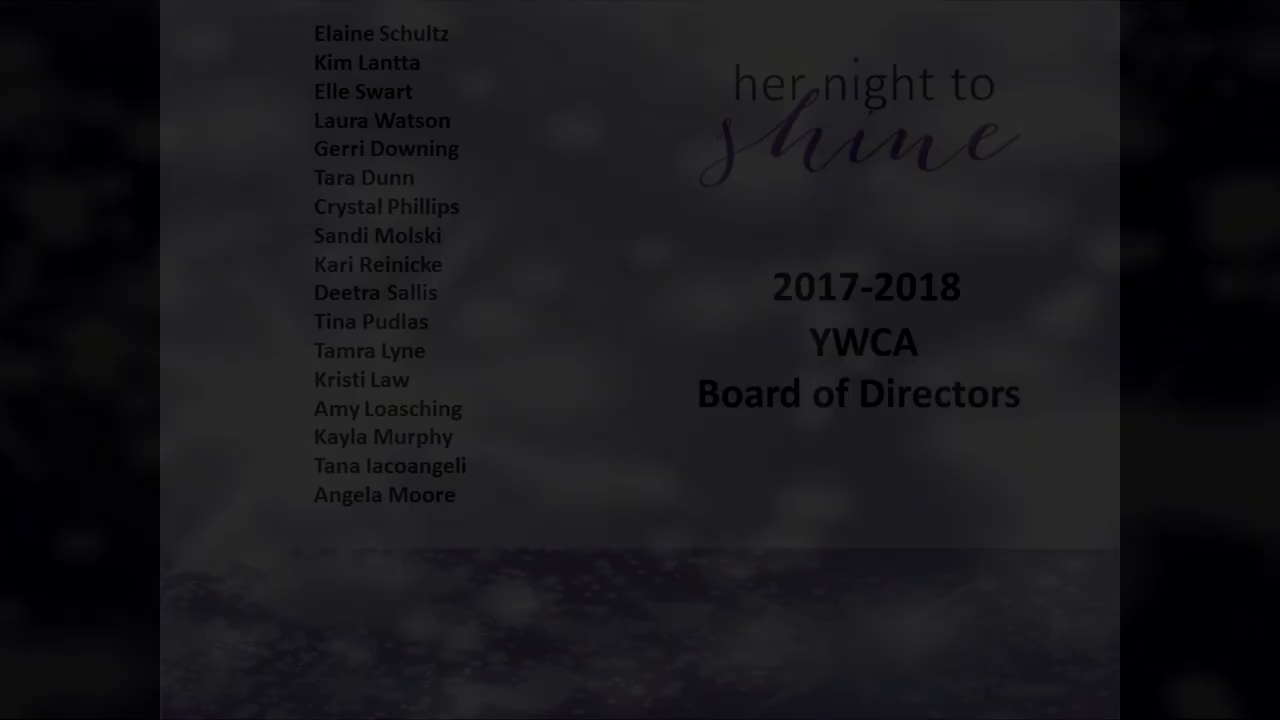 Elaine Schultz
Kim Lantta
Elle Swart
Laura Watson
Gerri Downing
Tara Dunn
Crystal Phillips
Sandi Molski
Kari Reinicke
Deetra Sallis
Tina Pudlas
Tamra Lyne
Kristi Law
Amy Loasching
Kayla Murphy
Tana Iacoangeli
Angela Moore
her night to
shine
2017-2018
YWCA
Board of Directors